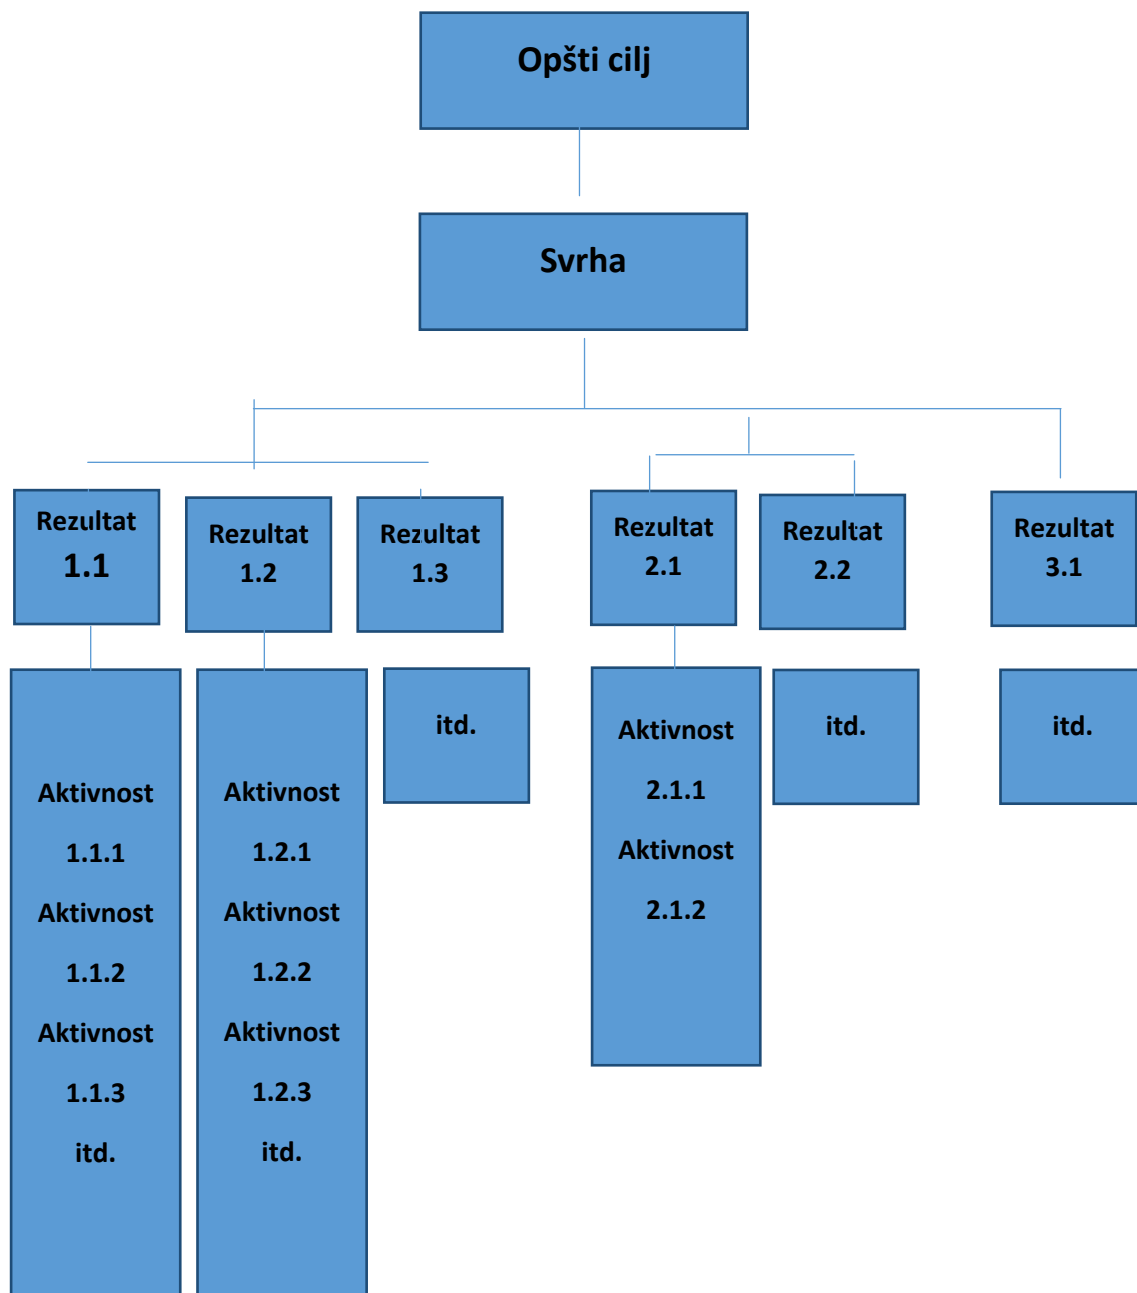 Opšti cilj
Svrha
Rezultat
1.1
Rezultat
1.2
Rezultat
1.3
Rezultat
2.1
Rezultat
2.2
Rezultat
3.1
Aktivnost
1.1.1
Aktivnost
1.1.2
Aktivnost
1.1.3
itd.
Aktivnost
1.2.1
Aktivnost
1.2.2
Aktivnost
1.2.3
itd.
itd.
Aktivnost
2.1.1
Aktivnost
2.1.2
itd.
itd.